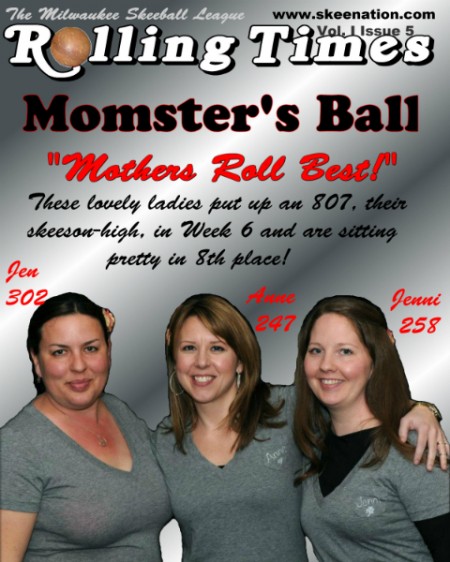 The Milwaukee Skeeball League
www.skeenation.com
Rolling Times
Vol. I Issue 5
Momster's Ball
"Mothers Roll Best!"
These lovely ladies put up an 807, their
skeeson-high, in Week 6 and are sitting
pretty in 8th place!
Jen
302
Anne
247
Jenni
258
Anne
Jenn